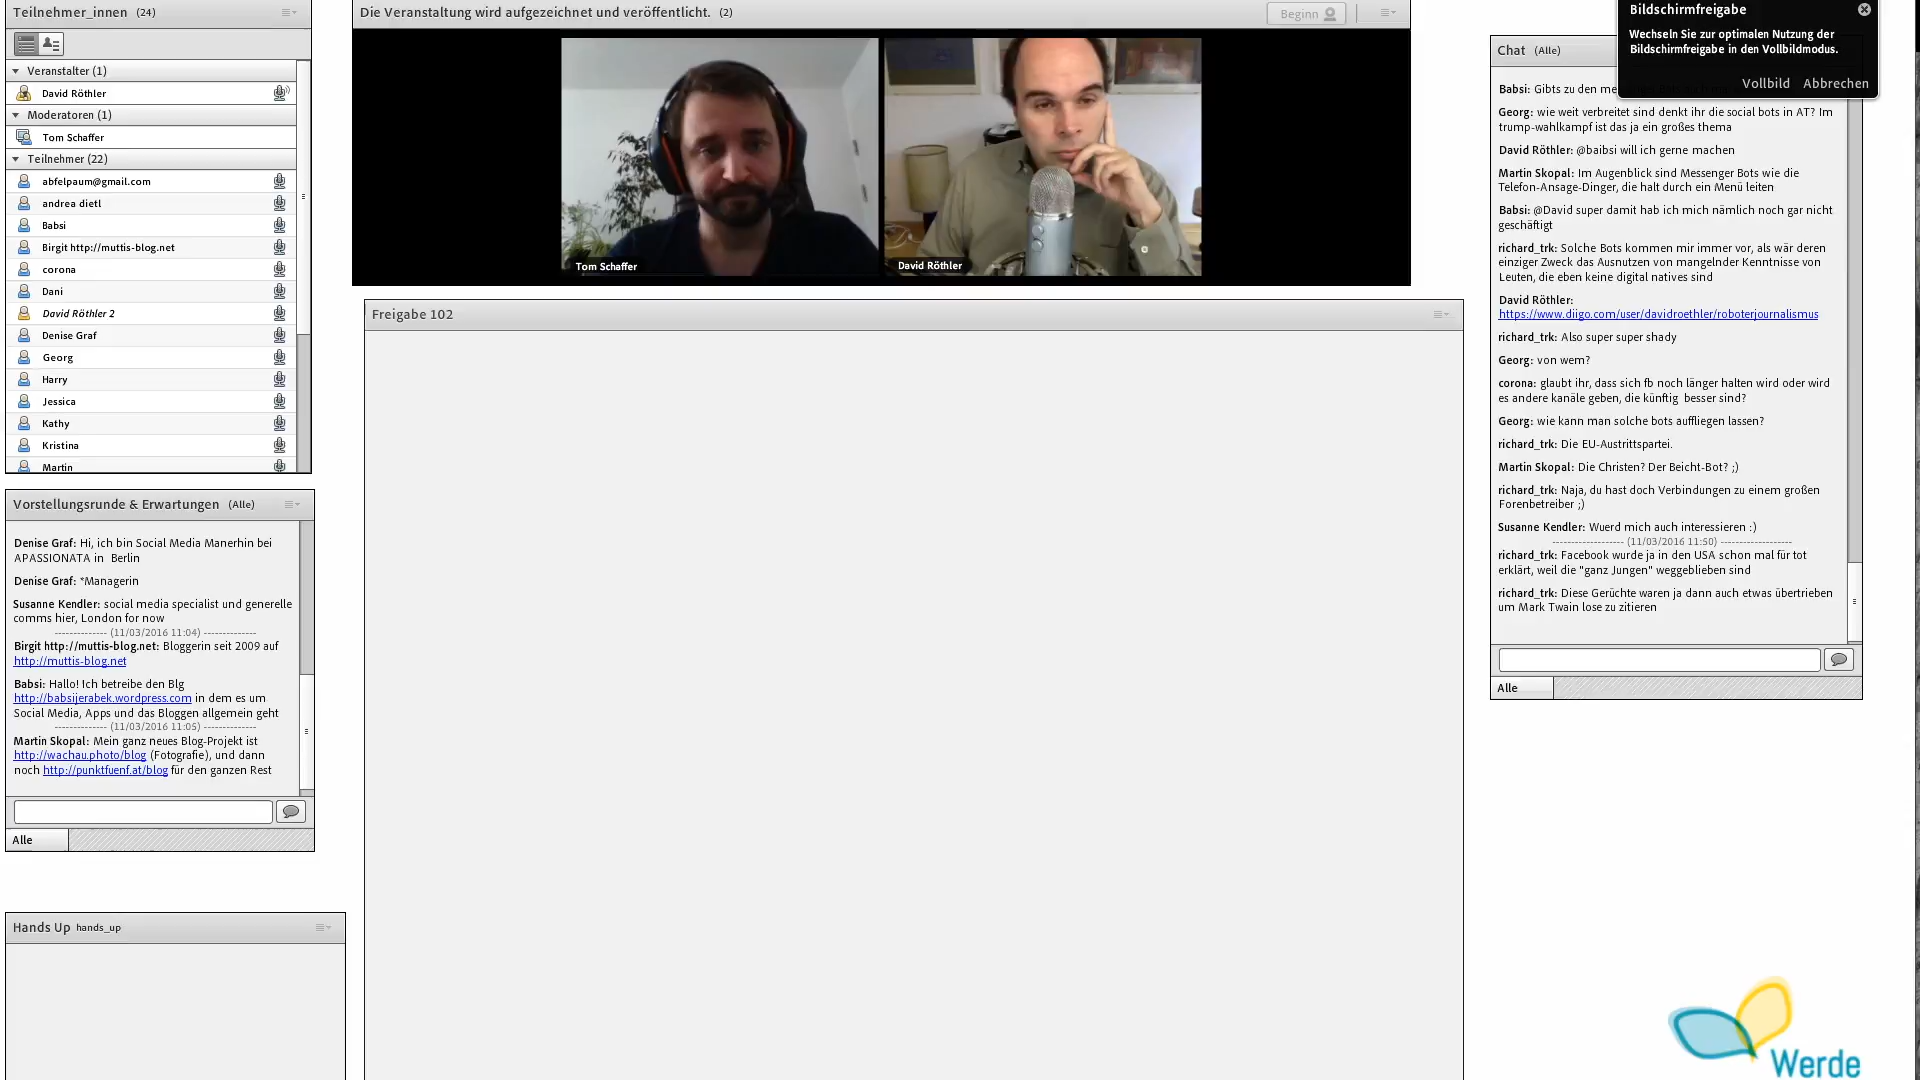 Teilnehmer_innen (24)
Veranstalter (1)
David Röthler
Moderatoren (1)
Tom Schaffer
Teilnehmer (22)
abfelpaum@gmail.com
andrea dietl
Babsi
Birgit http://muttis-blog.net
corona
Dani
David Röthler 2
Denise Graf
Georg
Harry
Jessica
Kathy
Kristina
Martin
Vorstellungsrunde & Erwartungen (Alle)
Denise Graf: Hi, ich bin Social Media Manerhin bei
APASSIONATA in Berlin
Denise Graf: *Managerin
Susanne Kendler: social media specialist und generelle
comms hier, London for now
-------------- (11/03/2016 11:04) --------------
Birgit http://muttis-blog.net: Bloggerin seit 2009 auf
http://muttis-blog.net
Babsi: Hallo! Ich betreibe den Blg
http://babsijerabek.wordpress.com in dem es um
Social Media, Apps und das Bloggen allgemein geht
-------------- (11/03/2016 11:05) --------------
Martin Skopal: Mein ganz neues Blog-Projekt ist
http://wachau.photo/blog (Fotografie), und dann
noch http://punktfuenf.at/blog für den ganzen Rest
Alle
Hands Up hands_up
Die Veranstaltung wird aufgezeichnet und veröffentlicht. (2)
Beginn
Tom Schaffer
David Röthler
Freigabe 102
Bildschirmfreigabe
Wechseln Sie zur optimalen Nutzung der
Bildschirmfreigabe in den Vollbildmodus.
Vollbild Abbrechen
Chat (Alle)
Babsi: Gibts zu den
Georg: wie weit verbreitet sind denkt ihr die social bots in AT? Im
trump-wahlkampf ist das ja ein großes thema
David Röthler: @baibsi will ich gerne machen
Martin Skopal: Im Augenblick sind Messenger Bots wie die
Telefon-Ansage-Dinger, die halt durch ein Menü leiten
Babsi: @David super damit hab ich mich nämlich noch gar nicht
geschäftigt
richard_trk: Solche Bots kommen mir immer vor, als wär deren
einziger Zweck das Ausnutzen von mangelnder Kenntnisse von
Leuten, die eben keine digital natives sind
David Röthler:
https://www.diigo.com/user/davidroethler/roboterjournalismus
richard_trk: Also super super shady
Georg: von wem?
corona: glaubt ihr, dass sich fb noch länger halten wird oder wird
es andere kanäle geben, die künftig besser sind?
Georg: wie kann man solche bots auffliegen lassen?
richard_trk: Die EU-Austrittspartei.
Martin Skopal: Die Christen? Der Beicht-Bot? ;)
richard_trk: Naja, du hast doch Verbindungen zu einem großen
Forenbetreiber ;)
Susanne Kendler: Wuerd mich auch interessieren :)
------------------- (11/03/2016 11:50) -------------------
richard_trk: Facebook wurde ja in den USA schon mal für tot
erklärt, weil die "ganz Jungen" weggeblieben sind
richard_trk: Diese Gerüchte waren ja dann auch etwas übertrieben
um Mark Twain lose zu zitieren
Alle
Werde